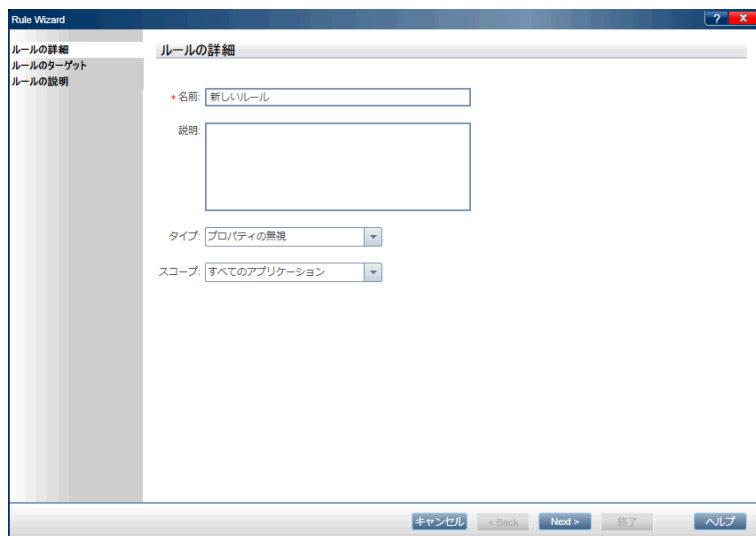 Rule Wizard
? X
ルールの詳細
ルールのターゲット
ルールの説明
ルールの詳細
*名前: 新しいルール
説明:
タイプ: プロパティの無視
スコープ: すべてのアプリケーション
キャンセル < Back Next > 終了 ヘルプ